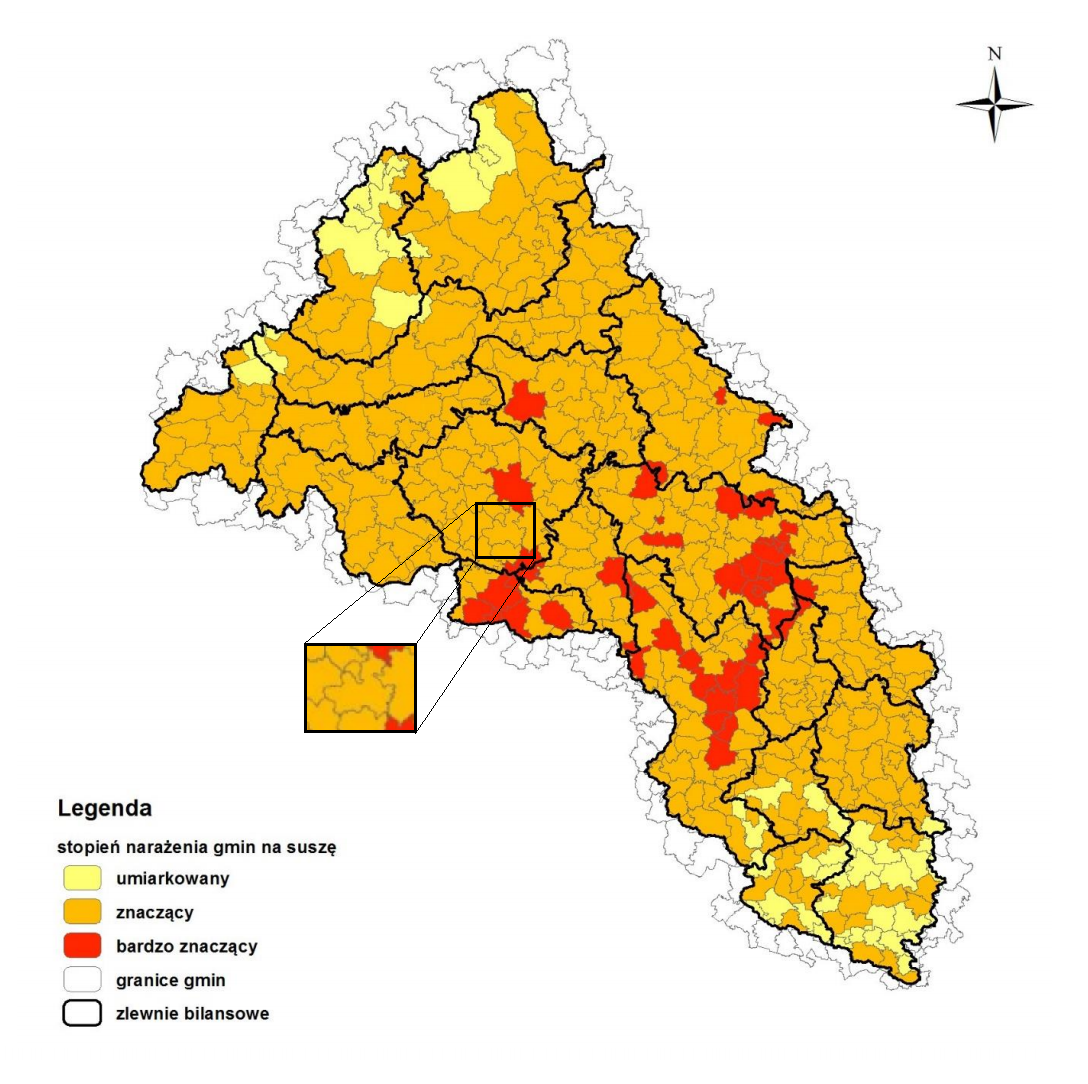 N
Legenda
stopień narażenia gmin na suszę
umiarkowany
znaczący
bardzo znaczący
granice gmin
zlewnie bilansowe